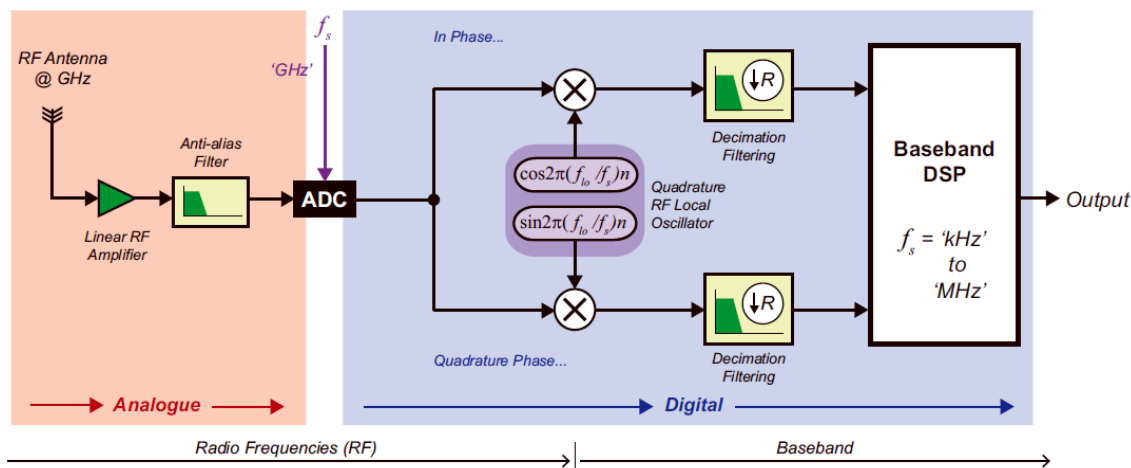 RF Antenna
@ GHz
Linear RF
Amplifier
Anti-alias
Filter
f_s
‘GHz’
ADC
In Phase...
cos2π(f_lo/f_s)n
sin2π(f_lo/f_s)n
Quadrature
RF Local
Oscillator
↓R
Decimation
Filtering
↓R
Decimation
Filtering
Quadrature Phase...
Baseband
DSP
f_s = ‘kHz’
to
‘MHz’
Output
Analogue
Digital
Radio Frequencies (RF)
Baseband